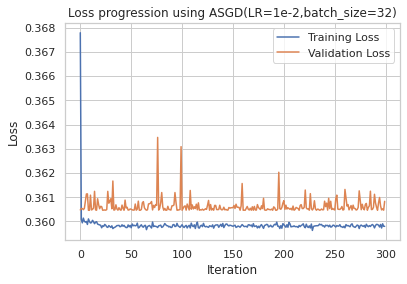 Loss progression using ASGD(LR=1e-2,batch_size=32)
Training Loss
Validation Loss
0.368
0.367
0.366
0.365
0.364
0.363
0.362
0.361
0.360
Loss
0 50 100 150 200 250 300
Iteration